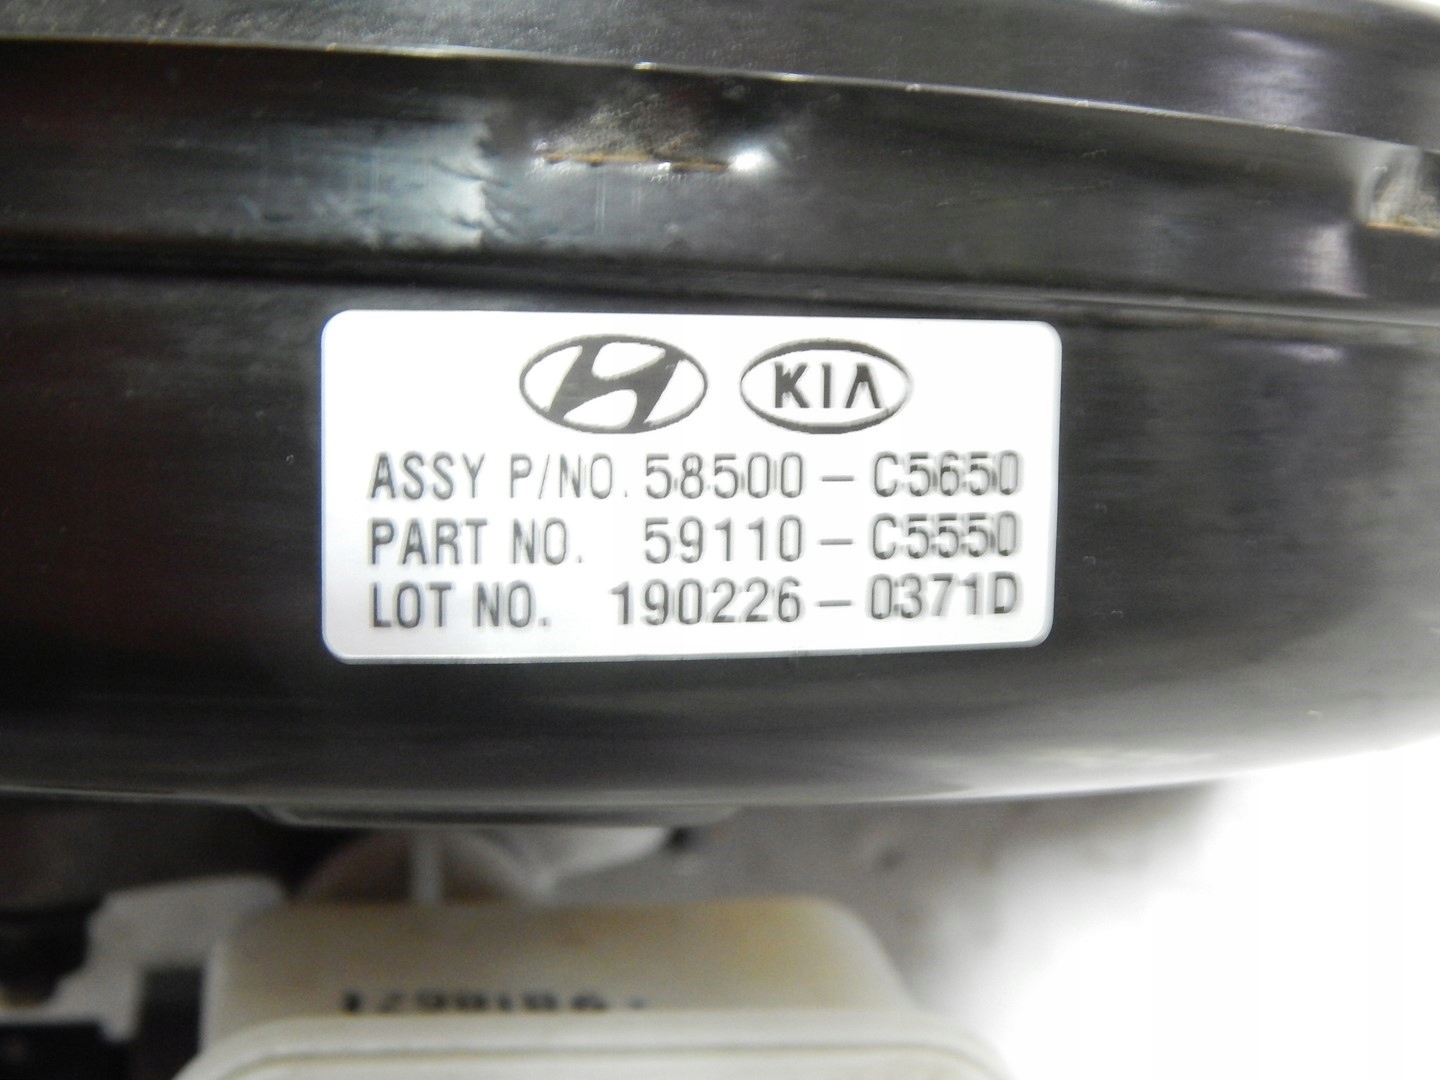 KIA
ASSY P/NO. 58500 - C5650
PART NO. 59110 - C5550
LOT NO. 190226 - 0371D